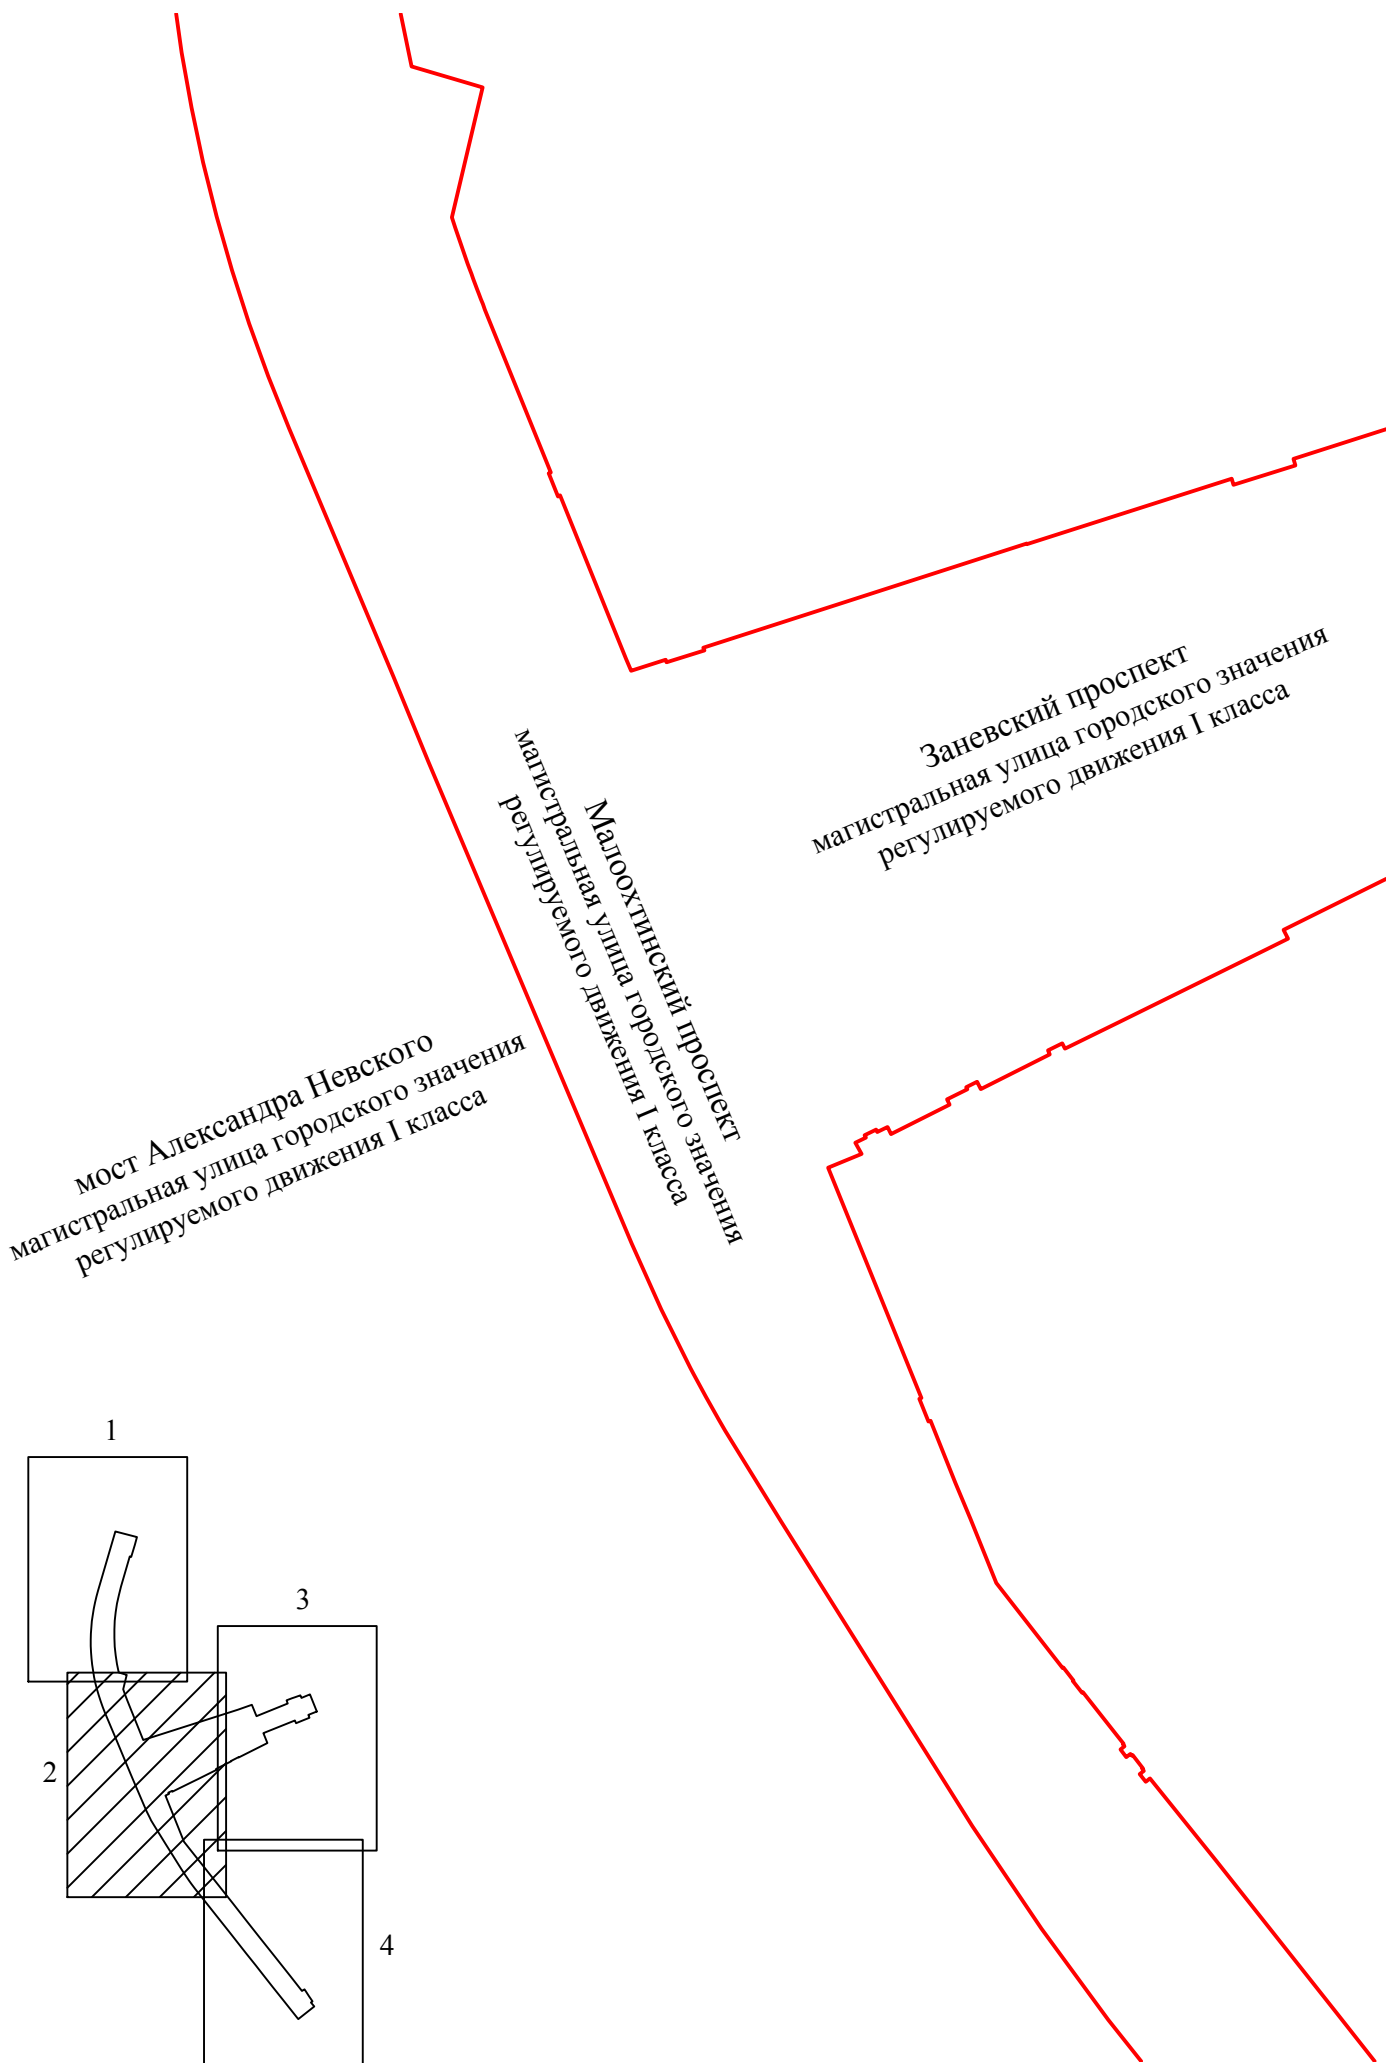 Заневский проспект
магистральная улица городского значения
регулируемого движения I класса
Малоохтинский проспект
магистральная улица городского значения
регулируемого движения I класса
мост Александра Невского
магистральная улица городского значения
регулируемого движения I класса
1
3
2
4